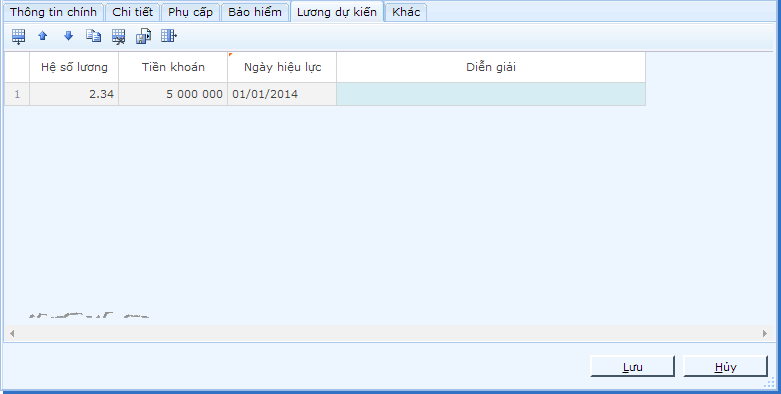 Thông tin chính Chi tiết Phụ cấp Bảo hiểm Lương dự kiến Khác
Hệ số lương Tiền khoán Ngày hiệu lực Diễn giải
1 2.34 5 000 000 01/01/2014
Lưu Hủy